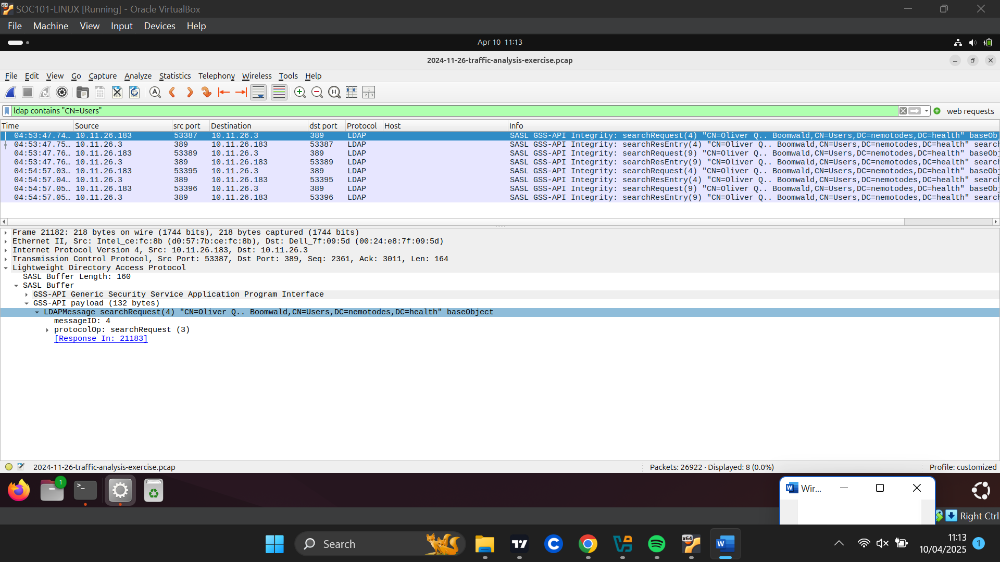 SOC101-LINUX [Running] - Oracle VirtualBox
File Machine View Input Devices Help
Apr 10 11:13
2024-11-26-traffic-analysis-exercise.pcap
File Edit View Go Capture Analyze Statistics Telephony Wireless Tools Help
ldap contains "CN=Users"
web requests
Time Source src port Destination dst port Protocol Host Info
04:53:47.74… 10.11.26.183 53387 10.11.26.3 389 LDAP SASL GSS-API Integrity: searchRequest(4) "CN=Oliver Q.. Boomwald,CN=Users,DC=nemotodes,DC=health" baseObj
04:53:47.75… 10.11.26.3 389 10.11.26.183 53387 LDAP SASL GSS-API Integrity: searchResEntry(4) "CN=Oliver Q.. Boomwald,CN=Users,DC=nemotodes,DC=health" search
04:53:47.76… 10.11.26.183 53389 10.11.26.3 389 LDAP SASL GSS-API Integrity: searchRequest(9) "CN=Oliver Q.. Boomwald,CN=Users,DC=nemotodes,DC=health" baseObj
04:53:47.76… 10.11.26.3 389 10.11.26.183 53389 LDAP SASL GSS-API Integrity: searchResEntry(9) "CN=Oliver Q.. Boomwald,CN=Users,DC=nemotodes,DC=health" search
04:54:57.03… 10.11.26.183 53395 10.11.26.3 389 LDAP SASL GSS-API Integrity: searchRequest(4) "CN=Oliver Q.. Boomwald,CN=Users,DC=nemotodes,DC=health" baseObj
04:54:57.04… 10.11.26.3 389 10.11.26.183 53395 LDAP SASL GSS-API Integrity: searchResEntry(4) "CN=Oliver Q.. Boomwald,CN=Users,DC=nemotodes,DC=health" search
04:54:57.05… 10.11.26.183 53396 10.11.26.3 389 LDAP SASL GSS-API Integrity: searchRequest(9) "CN=Oliver Q.. Boomwald,CN=Users,DC=nemotodes,DC=health" baseObj
04:54:57.05… 10.11.26.3 389 10.11.26.183 53396 LDAP SASL GSS-API Integrity: searchResEntry(9) "CN=Oliver Q.. Boomwald,CN=Users,DC=nemotodes,DC=health" search
Frame 21182: 218 bytes on wire (1744 bits), 218 bytes captured (1744 bits)
Ethernet II, Src: Intel_ce:fc:8b (d0:57:7b:ce:fc:8b), Dst: Dell_7f:09:5d (00:24:e8:7f:09:5d)
Internet Protocol Version 4, Src: 10.11.26.183, Dst: 10.11.26.3
Transmission Control Protocol, Src Port: 53387, Dst Port: 389, Seq: 2361, Ack: 3011, Len: 164
Lightweight Directory Access Protocol
SASL Buffer Length: 160
SASL Buffer
GSS-API Generic Security Service Application Program Interface
GSS-API payload (132 bytes)
LDAPMessage searchRequest(4) "CN=Oliver Q.. Boomwald,CN=Users,DC=nemotodes,DC=health" baseObject
messageID: 4
protocolOp: searchRequest (3)
[Response In: 21183]
2024-11-26-traffic-analysis-exercise.pcap
Packets: 26922 · Displayed: 8 (0.0%)
Profile: customized
1
Wir...
Right Ctrl
Search
x64
11:13
10/04/2025
1